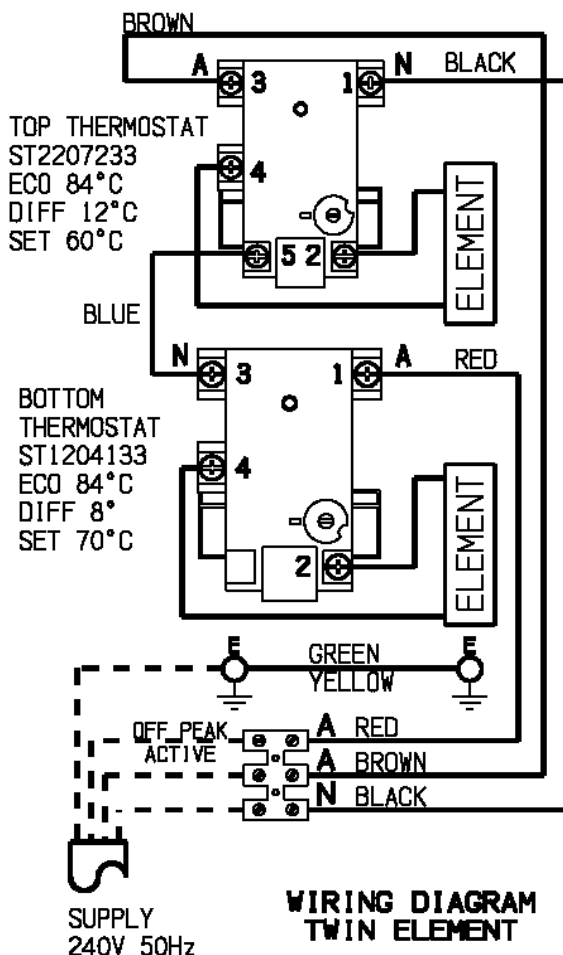 BROWN
A 3 1 N BLACK
TOP THERMOSTAT
ST2207233
ECO 84°C
DIFF 12°C
SET 60°C
4
5 2
ELEMENT
BLUE
N 3 1 A RED
BOTTOM
THERMOSTAT
ST1204133
ECO 84°C
DIFF 8°
SET 70°C
4
2
ELEMENT
E E
GREEN
YELLOW
OFF PEAK
ACTIVE
A RED
A BROWN
N BLACK
SUPPLY
240V 50Hz
WIRING DIAGRAM
TWIN ELEMENT